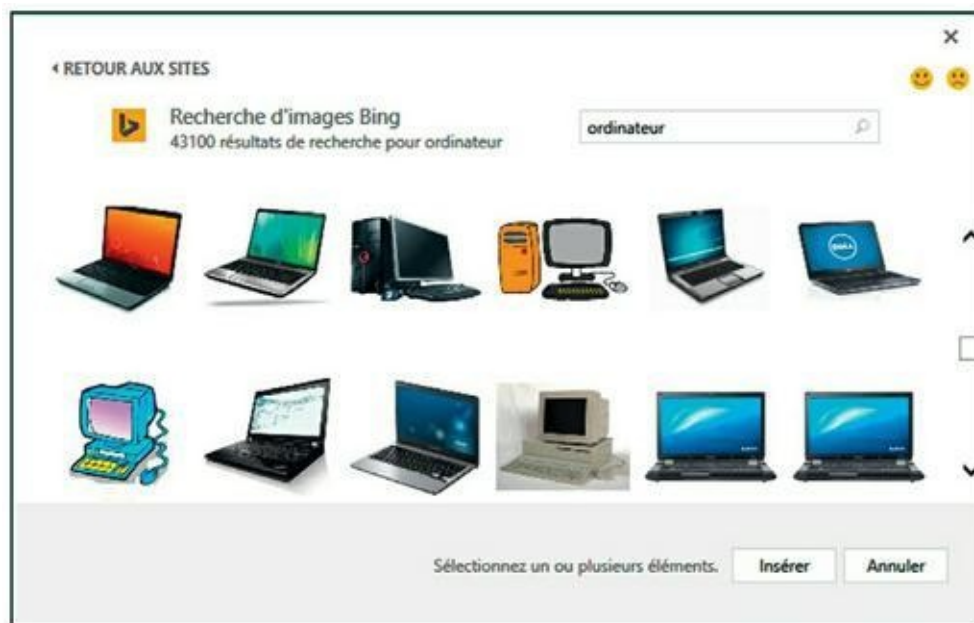 RETOUR AUX SITES
Recherche d'images Bing
43100 résultats de recherche pour ordinateur
ordinateur
DELL
Sélectionnez un ou plusieurs éléments.
Insérer
Annuler